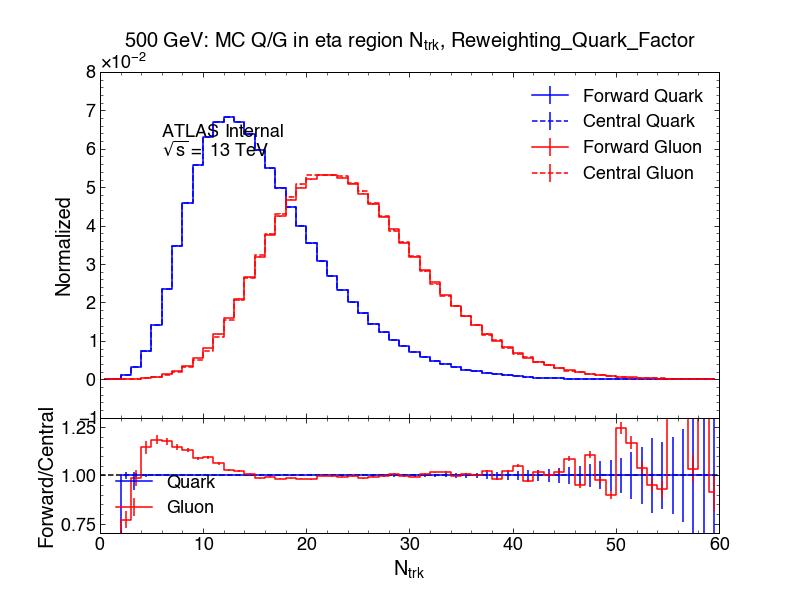 500 GeV: MC Q/G in eta region N_trk, Reweighting_Quark_Factor
×10⁻²
8
7
6
5
4
3
2
1
0
−1
Normalized
ATLAS Internal
√s = 13 TeV
Forward Quark
Central Quark
Forward Gluon
Central Gluon
1.25
1.00
0.75
Forward/Central
Quark
Gluon
0 10 20 30 40 50 60
N_trk